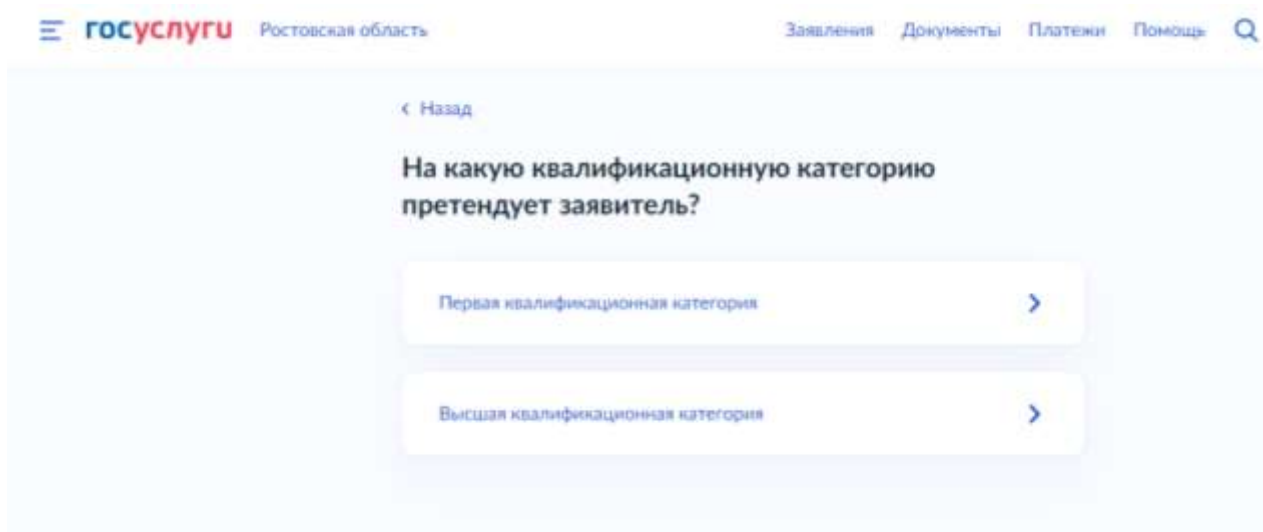 госуслуги Ростовская область Заявления Документы Платежи Помощь
Назад
На какую квалификационную категорию
претендует заявитель?
Первая квалификационная категория
Высшая квалификационная категория